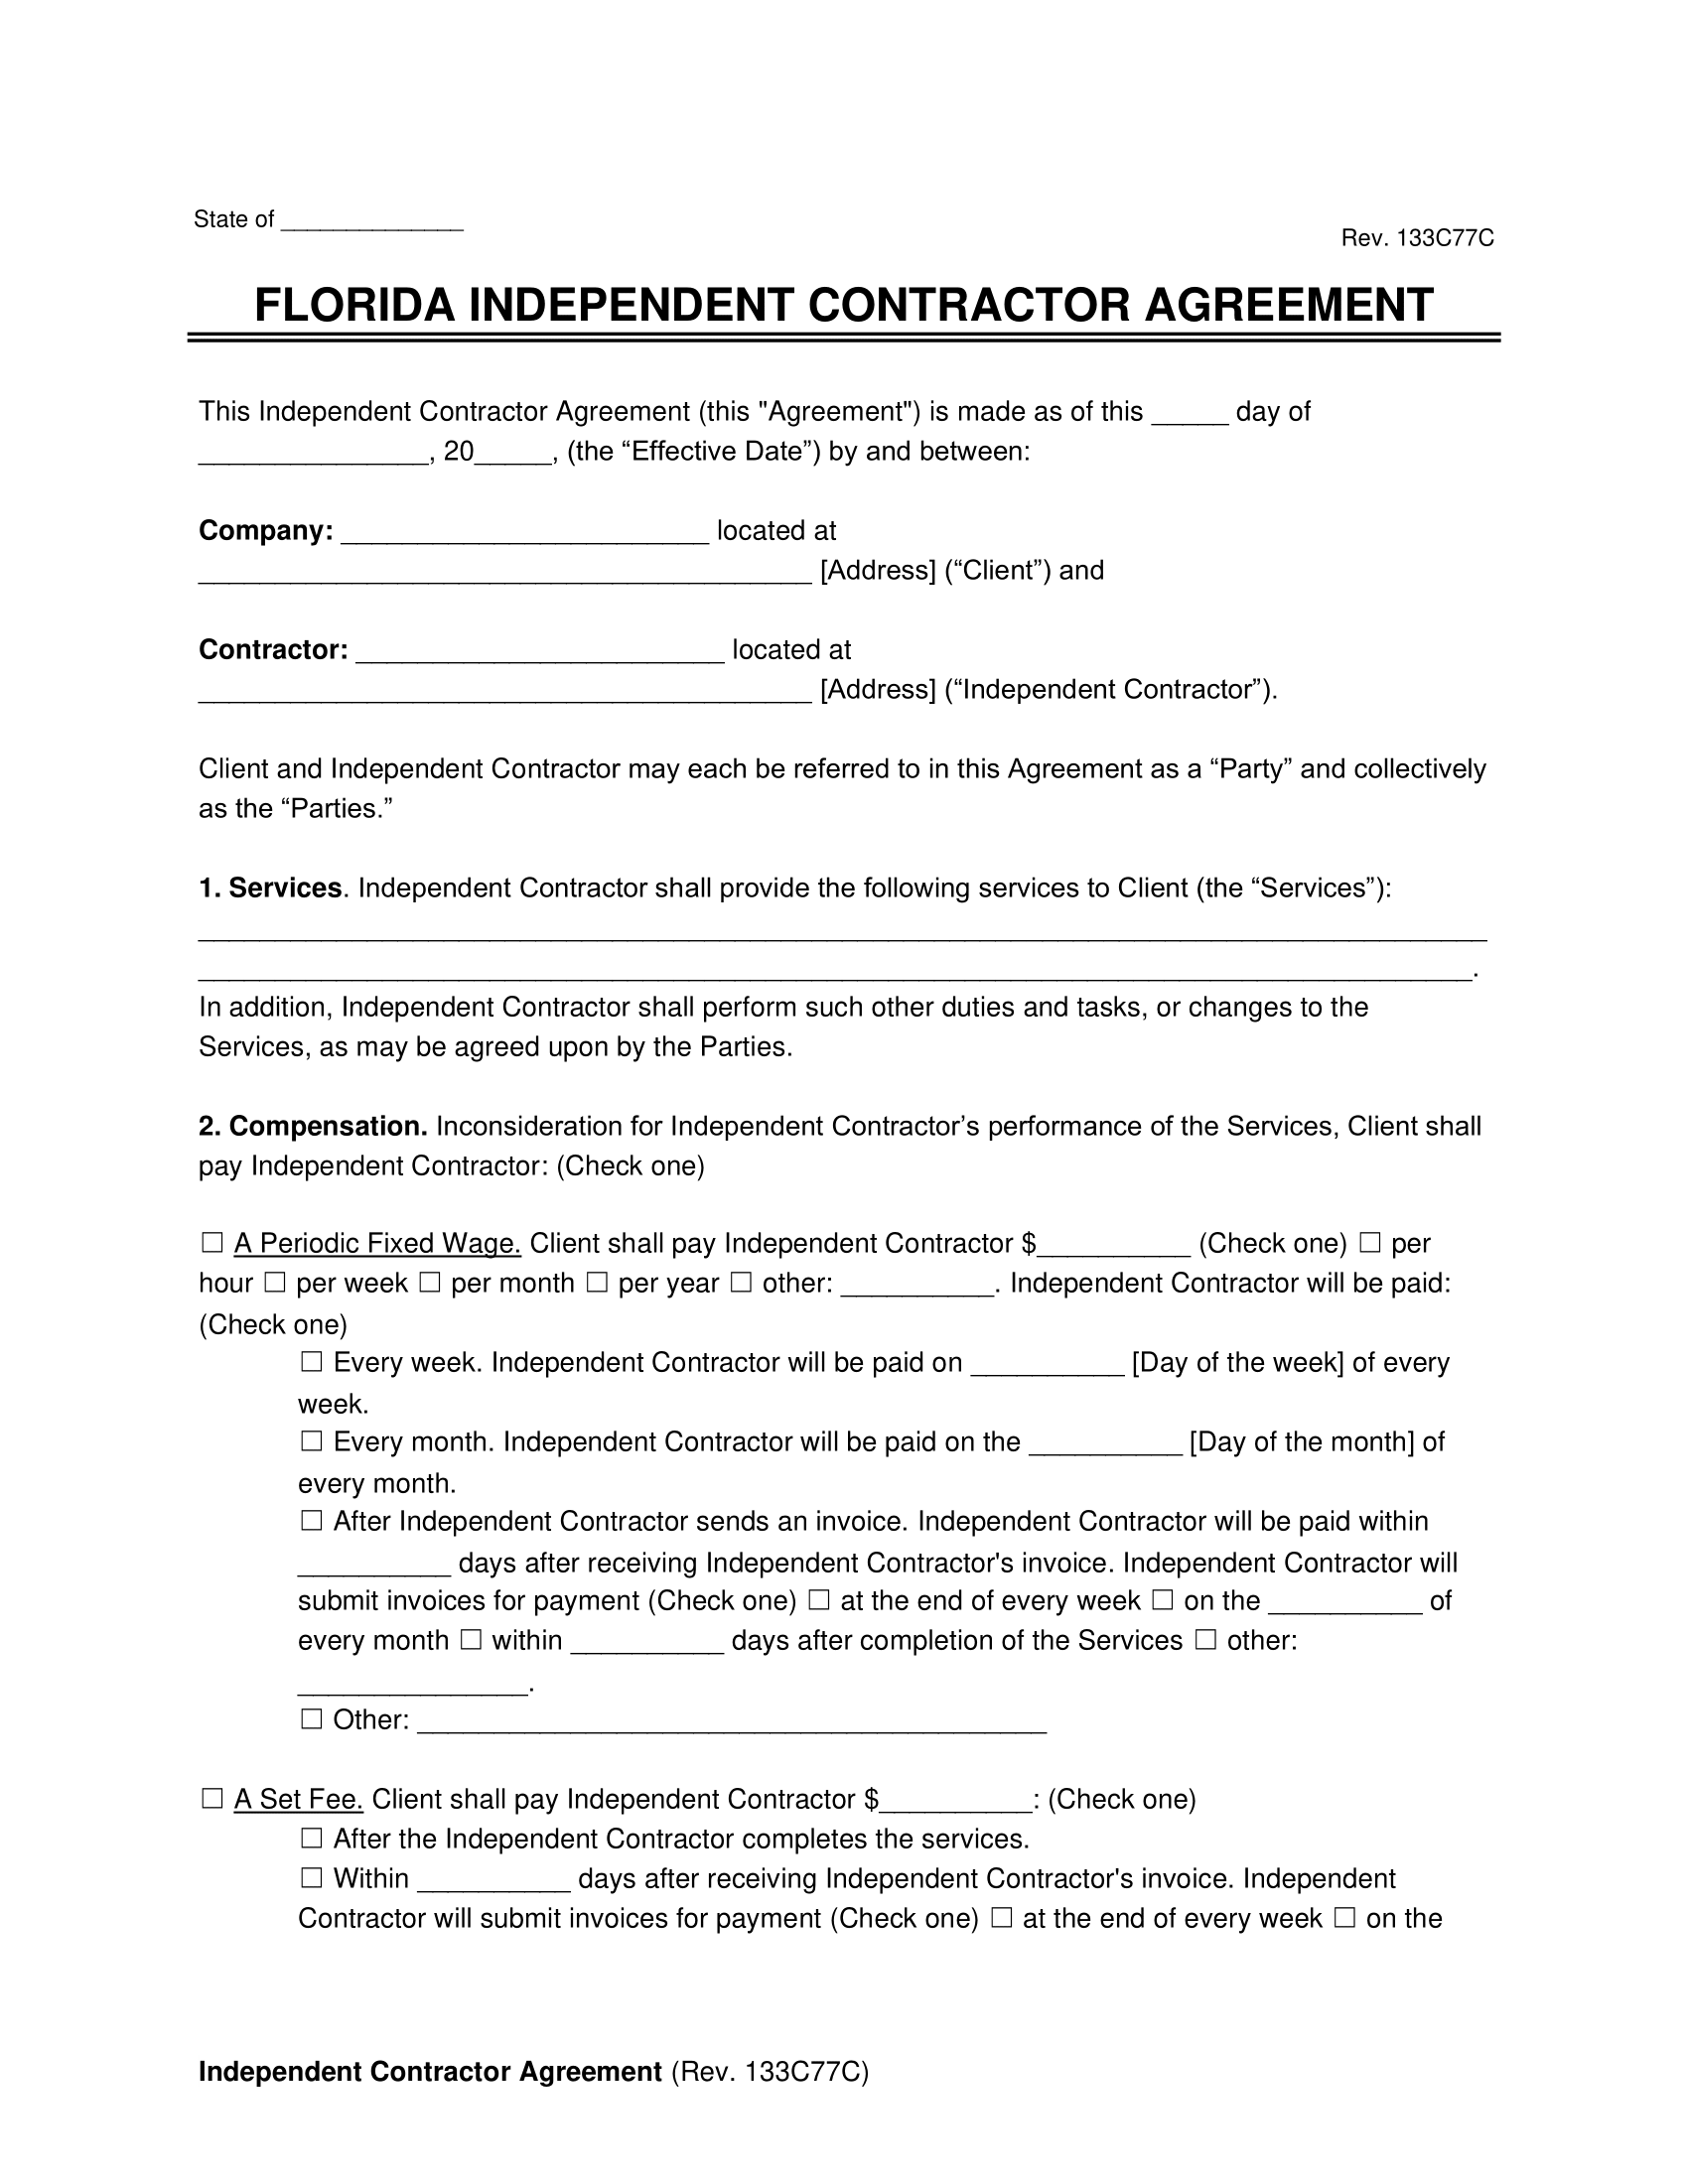 State of ______________
Rev. 133C77C
FLORIDA INDEPENDENT CONTRACTOR AGREEMENT
This Independent Contractor Agreement (this "Agreement") is made as of this _____ day of
_______________, 20_____, (the “Effective Date”) by and between:
Company: ________________________ located at
________________________________________ [Address] (“Client”) and
Contractor: ________________________ located at
________________________________________ [Address] (“Independent Contractor”).
Client and Independent Contractor may each be referred to in this Agreement as a “Party” and collectively
as the “Parties.”
1. Services. Independent Contractor shall provide the following services to Client (the “Services”):
____________________________________________________________________________________
___________________________________________________________________________________.
In addition, Independent Contractor shall perform such other duties and tasks, or changes to the
Services, as may be agreed upon by the Parties.
2. Compensation. Inconsideration for Independent Contractor’s performance of the Services, Client shall
pay Independent Contractor: (Check one)
☐ A Periodic Fixed Wage. Client shall pay Independent Contractor $__________ (Check one) ☐ per
hour ☐ per week ☐ per month ☐ per year ☐ other: __________. Independent Contractor will be paid:
(Check one)
☐ Every week. Independent Contractor will be paid on __________ [Day of the week] of every
week.
☐ Every month. Independent Contractor will be paid on the __________ [Day of the month] of
every month.
☐ After Independent Contractor sends an invoice. Independent Contractor will be paid within
__________ days after receiving Independent Contractor's invoice. Independent Contractor will
submit invoices for payment (Check one) ☐ at the end of every week ☐ on the __________ of
every month ☐ within __________ days after completion of the Services ☐ other:
_______________.
☐ Other: _________________________________________
☐ A Set Fee. Client shall pay Independent Contractor $__________: (Check one)
☐ After the Independent Contractor completes the services.
☐ Within __________ days after receiving Independent Contractor's invoice. Independent
Contractor will submit invoices for payment (Check one) ☐ at the end of every week ☐ on the
Independent Contractor Agreement (Rev. 133C77C)